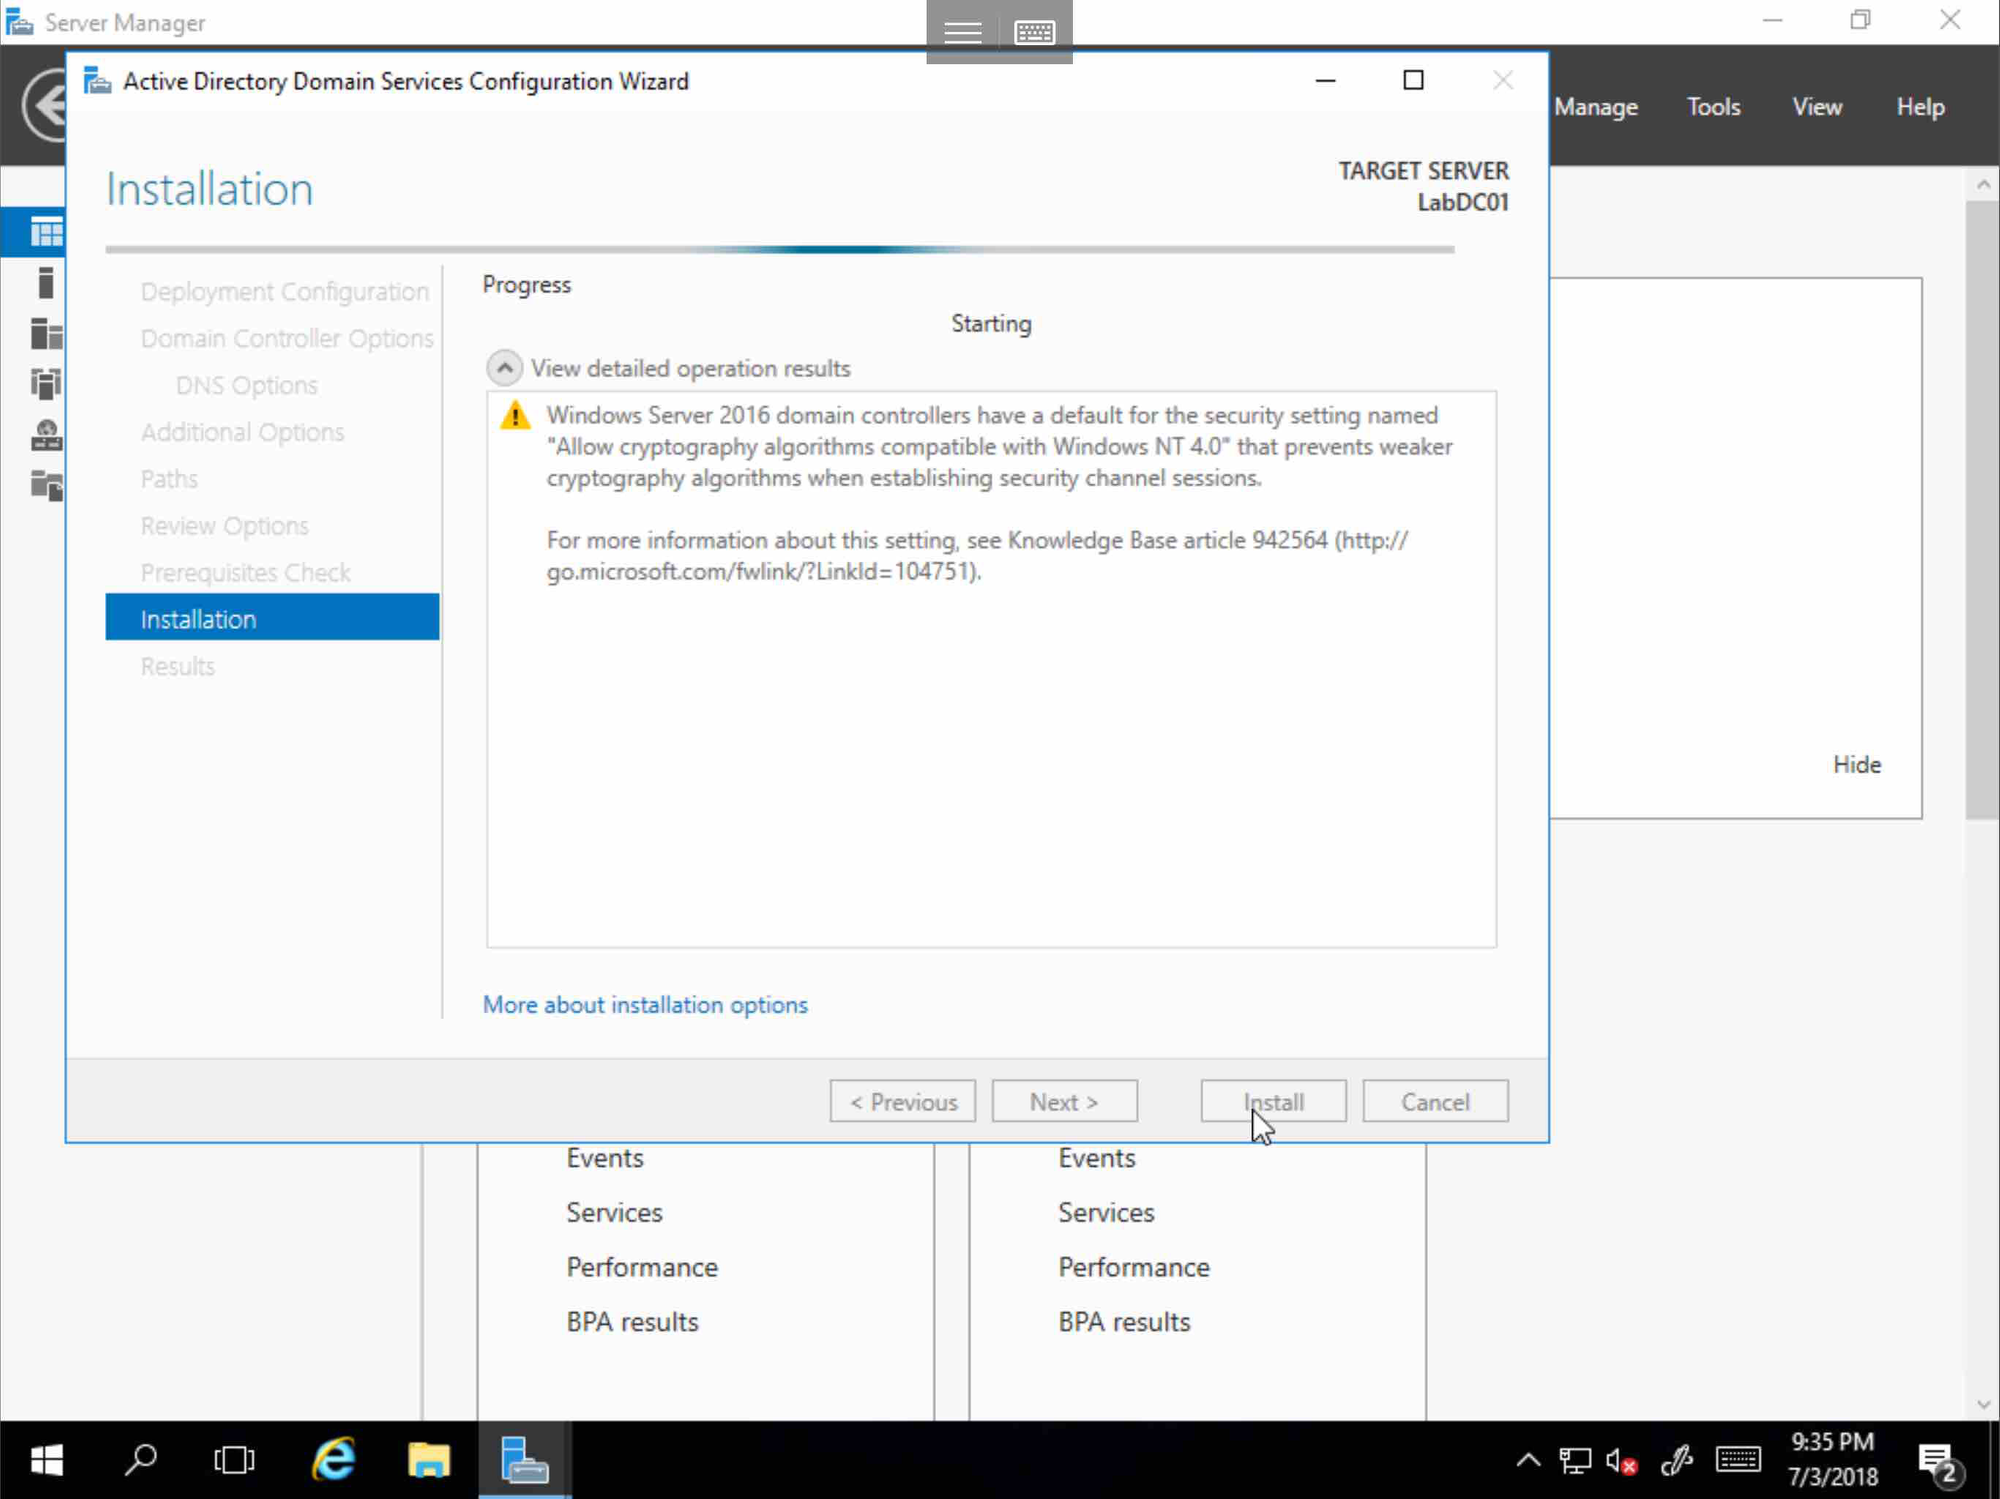 Server Manager
Active Directory Domain Services Configuration Wizard
Manage
Tools
View
Help
Installation
TARGET SERVER
LabDC01
Deployment Configuration
Domain Controller Options
DNS Options
Additional Options
Paths
Review Options
Prerequisites Check
Installation
Results
Progress
Starting
View detailed operation results
Windows Server 2016 domain controllers have a default for the security setting named
"Allow cryptography algorithms compatible with Windows NT 4.0" that prevents weaker
cryptography algorithms when establishing security channel sessions.
For more information about this setting, see Knowledge Base article 942564 (http://
go.microsoft.com/fwlink/?LinkId=104751).
More about installation options
< Previous
Next >
Install
Cancel
Hide
Events
Services
Performance
BPA results
Events
Services
Performance
BPA results
9:35 PM
7/3/2018
2